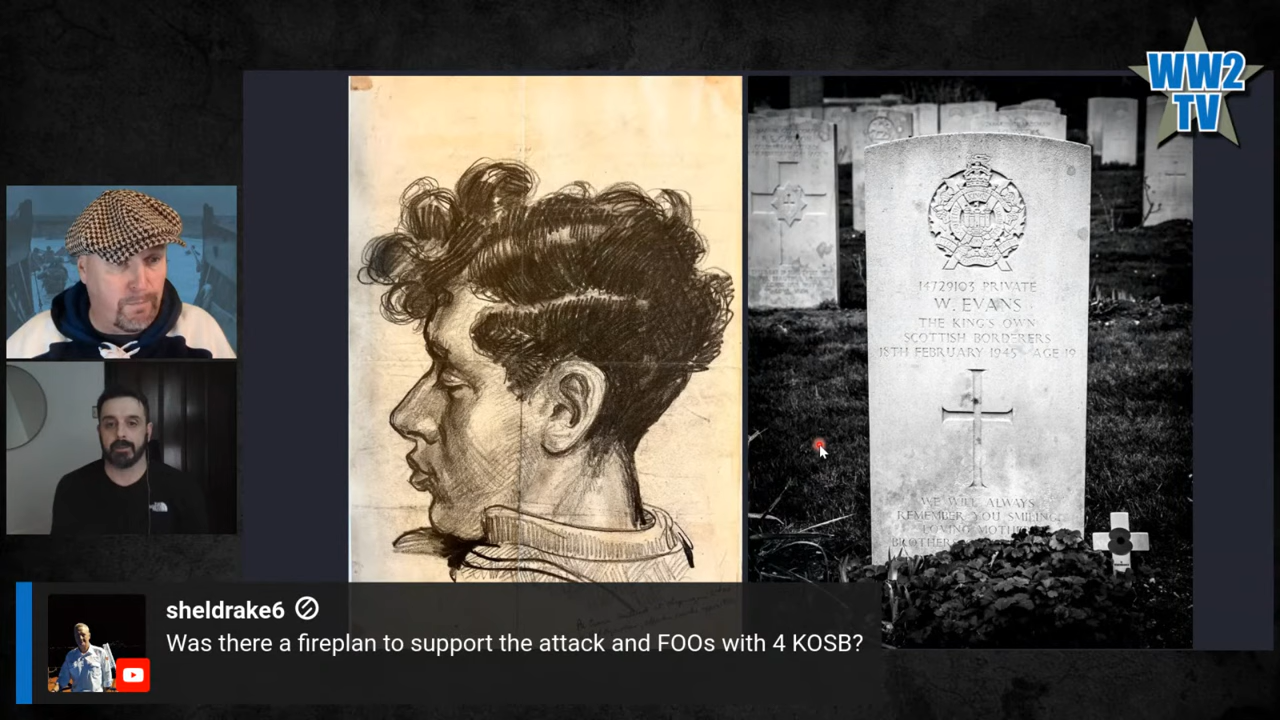 WW2
TV
14729103 PRIVATE
W. EVANS
THE KING'S OWN
SCOTTISH BORDERERS
18TH FEBRUARY 1945 AGE 19
WE WILL ALWAYS
REMEMBER YOU SMILING
LOVING MOTHER
BROTHERS
sheldrake6
Was there a fireplan to support the attack and FOOs with 4 KOSB?